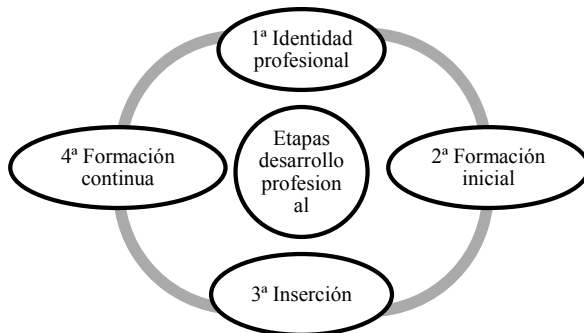 1ª Identidad
profesional
Etapas
desarrollo
profesion
al
4ª Formación
continua
2ª Formación
inicial
3ª Inserción